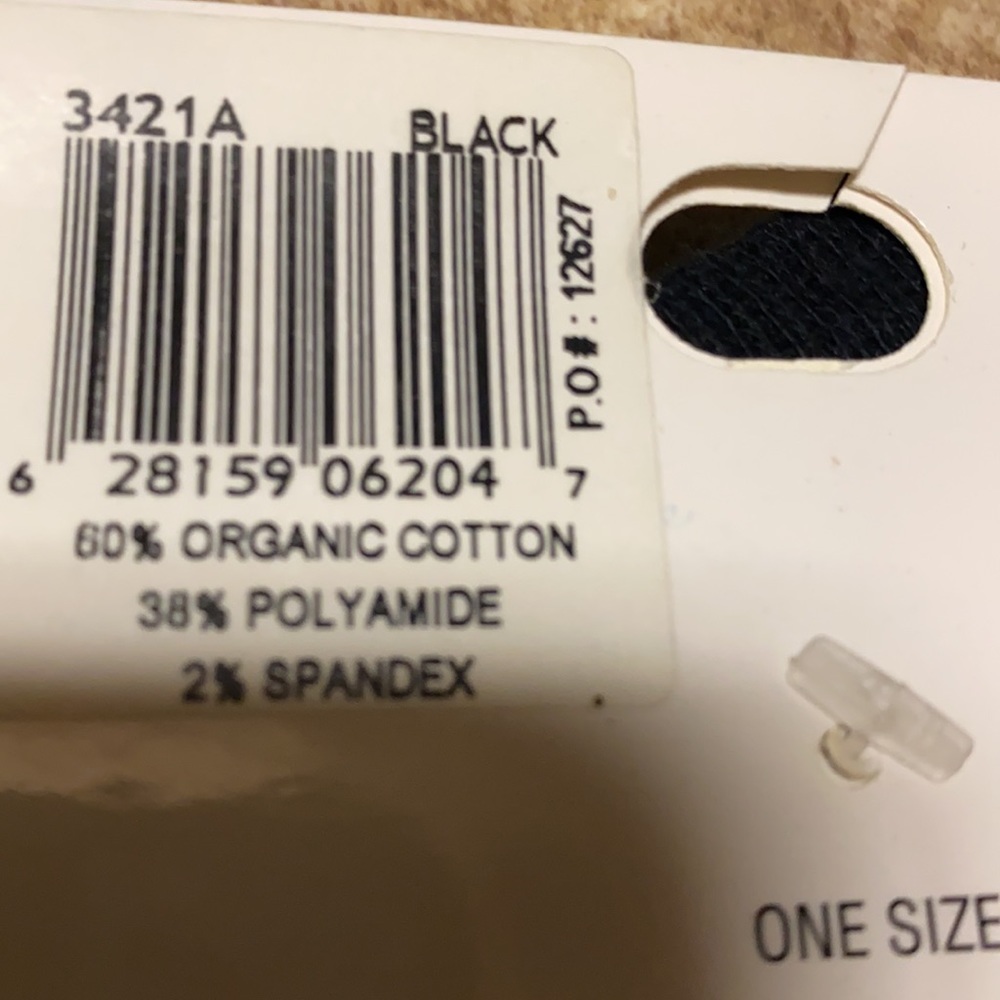 3421A BLACK
P.O#: 12627
6 28159 06204 7
60% ORGANIC COTTON
38% POLYAMIDE
2% SPANDEX
ONE SIZE